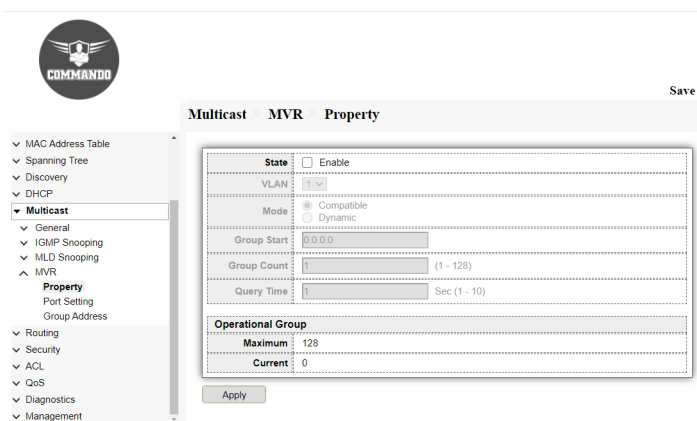 COMMANDO
Save
Multicast MVR Property
MAC Address Table
Spanning Tree
Discovery
DHCP
Multicast
General
IGMP Snooping
MLD Snooping
MVR
Property
Port Setting
Group Address
Routing
Security
ACL
QoS
Diagnostics
Management
State Enable
VLAN 1
Mode Compatible
Dynamic
Group Start 0.0.0.0
Group Count 1 (1 - 128)
Query Time 1 Sec (1 - 10)
Operational Group
Maximum 128
Current 0
Apply